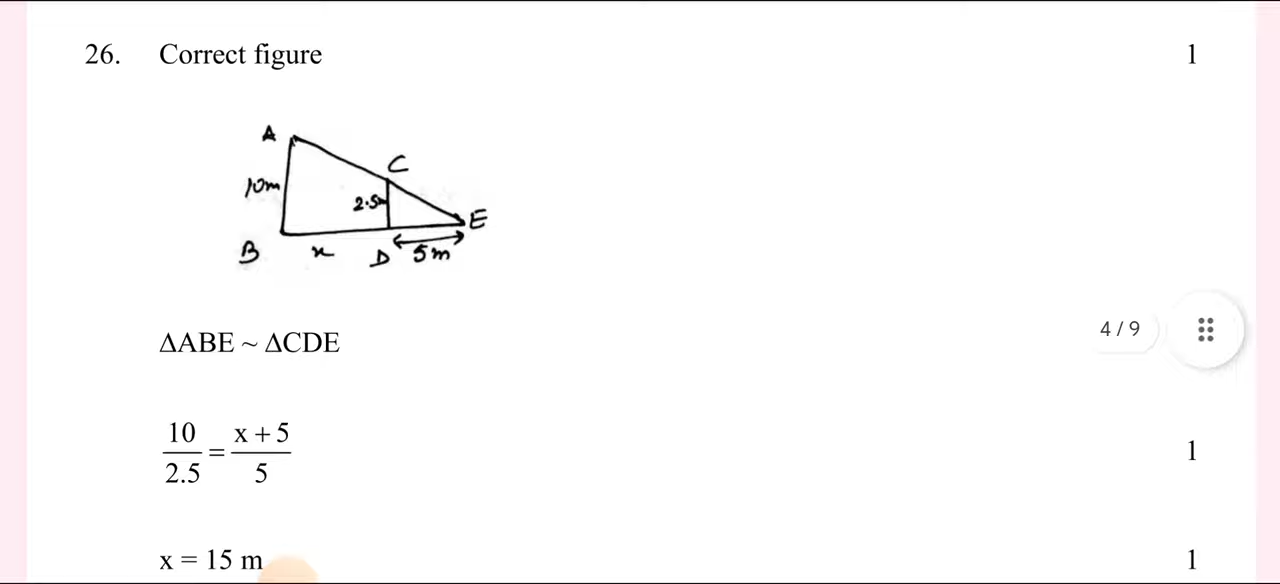 26. Correct figure 1
A
C
10m
2.5m
E
B x D 5m
4 / 9
ΔABE ~ ΔCDE
10/2.5 = x + 5/5 1
x = 15 m 1